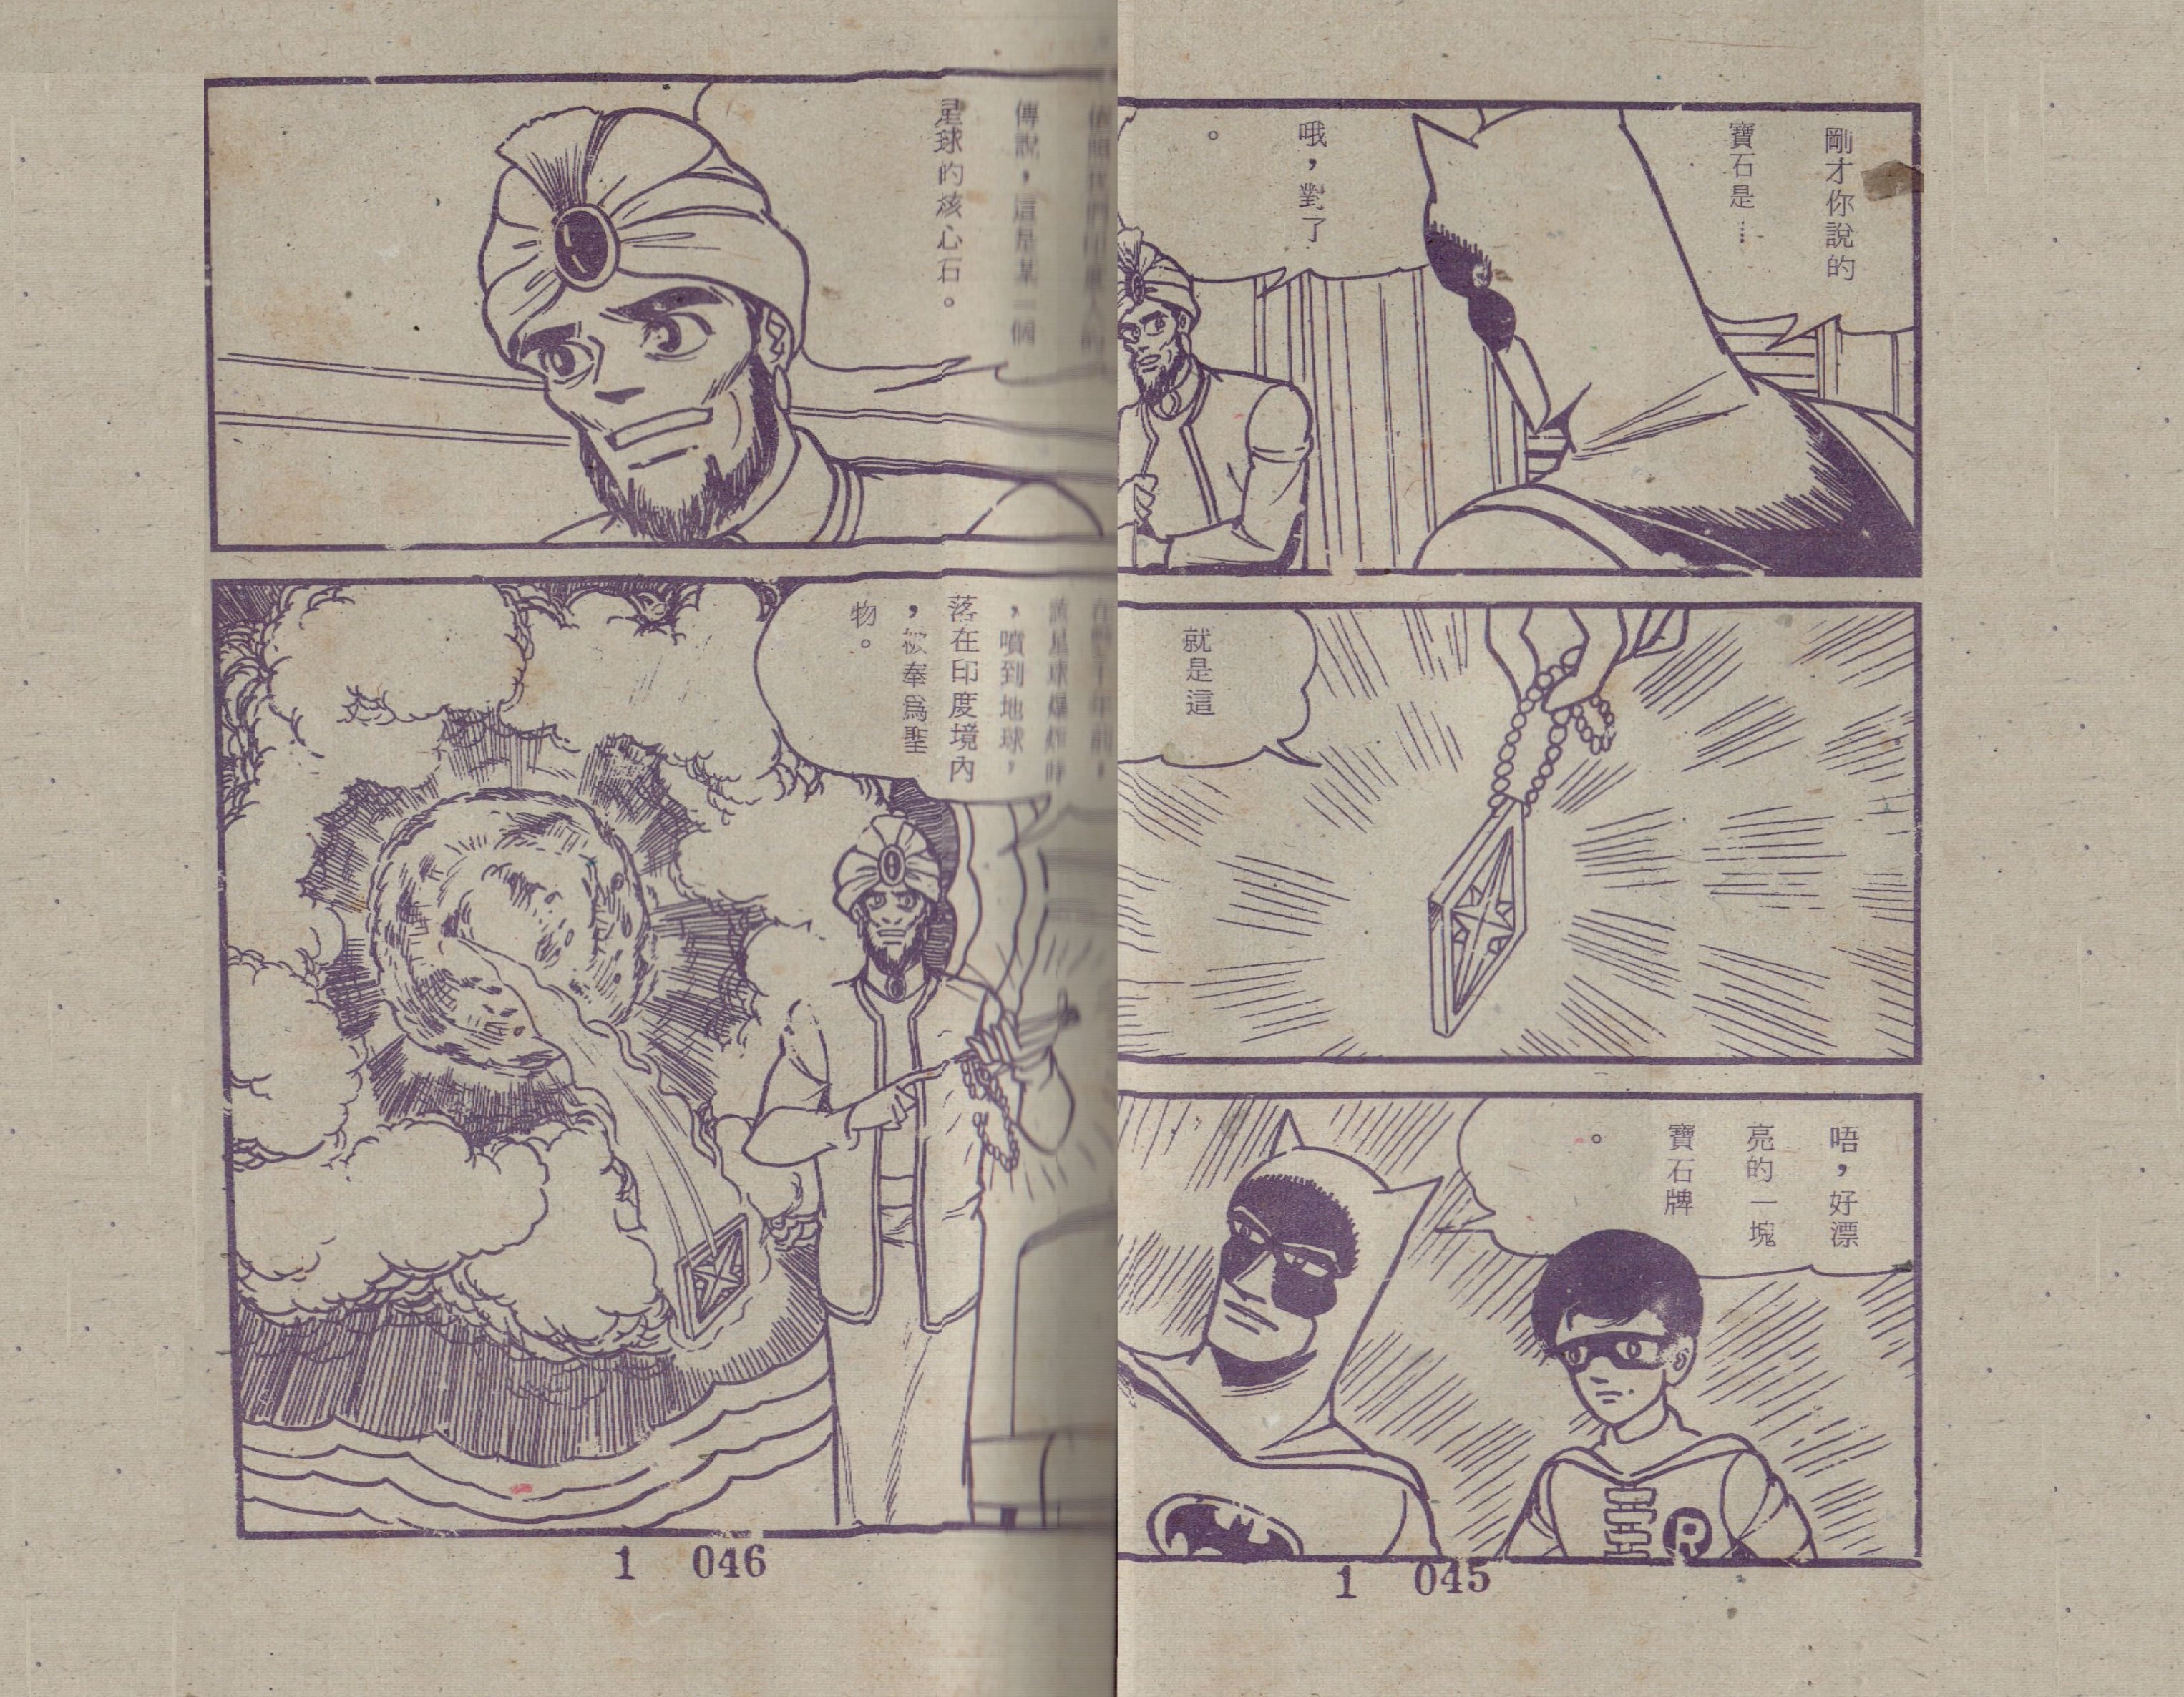 剛才你說的
寶石是…
哦，對了
。
就是這
唔，好漂
亮的一塊
寶石牌
。
R
1 045
傳說，這是某一個
星球的核心石。
，噴到地球，
落在印度境內
，被奉為聖
物。
1 046